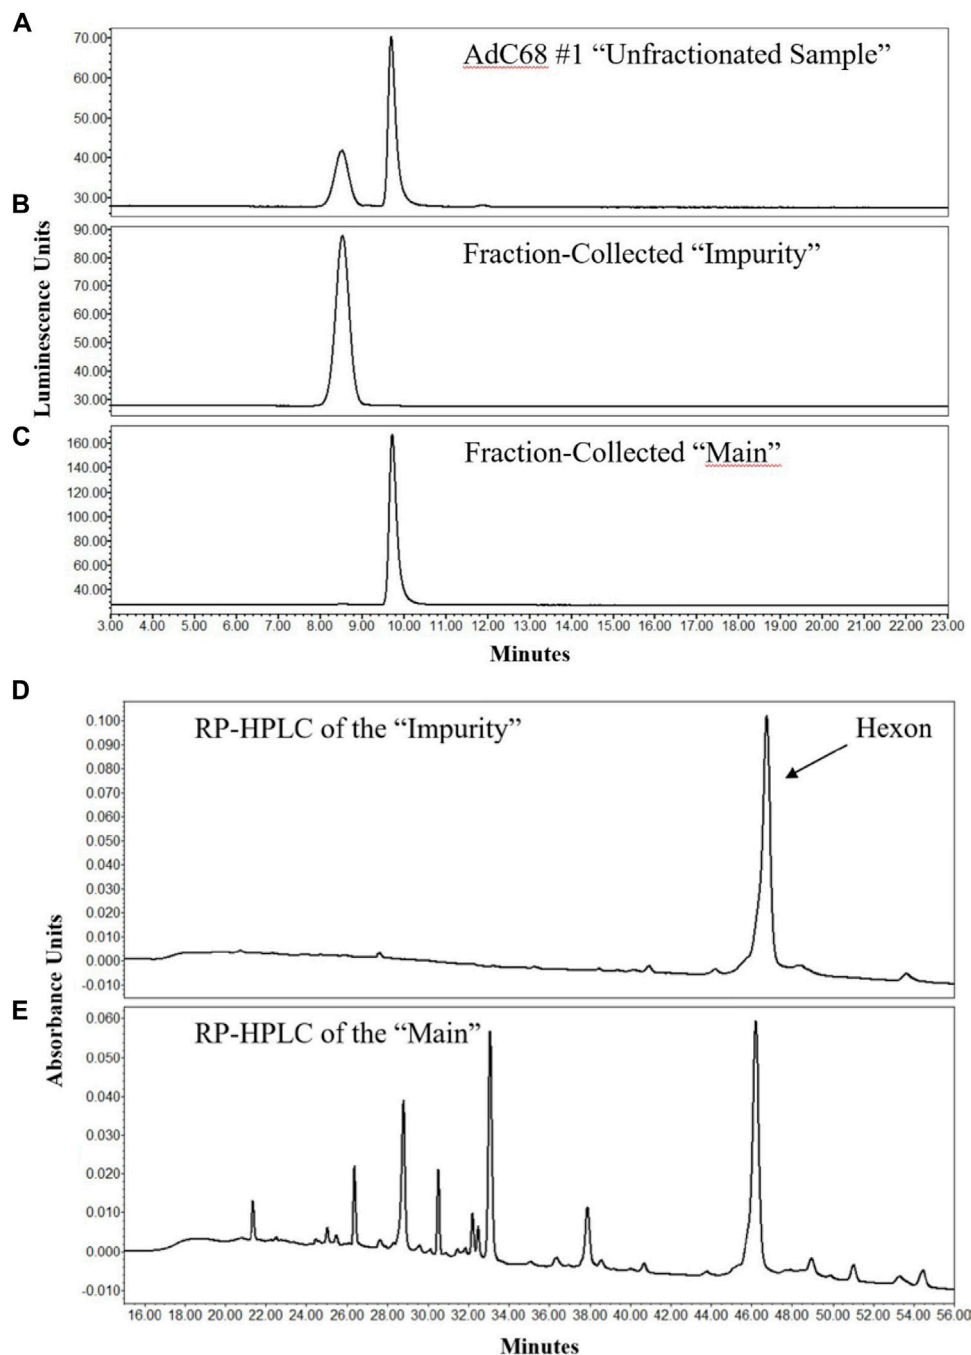 A
70.00
60.00
50.00
40.00
30.00
AdC68 #1 “Unfractionated Sample”
B
90.00
80.00
70.00
60.00
50.00
40.00
30.00
Fraction-Collected “Impurity”
Luminescence Units
C
160.00
140.00
120.00
100.00
80.00
60.00
40.00
Fraction-Collected “Main”
3.00 4.00 5.00 6.00 7.00 8.00 9.00 10.00 11.00 12.00 13.00 14.00 15.00 16.00 17.00 18.00 19.00 20.00 21.00 22.00 23.00
Minutes
D
0.100
0.090
0.080
0.070
0.060
0.050
0.040
0.030
0.020
0.010
0.000
-0.010
RP-HPLC of the “Impurity”
Hexon
Absorbance Units
E
0.060
0.050
0.040
0.030
0.020
0.010
0.000
-0.010
RP-HPLC of the “Main”
16.00 18.00 20.00 22.00 24.00 26.00 28.00 30.00 32.00 34.00 36.00 38.00 40.00 42.00 44.00 46.00 48.00 50.00 52.00 54.00 56.00
Minutes